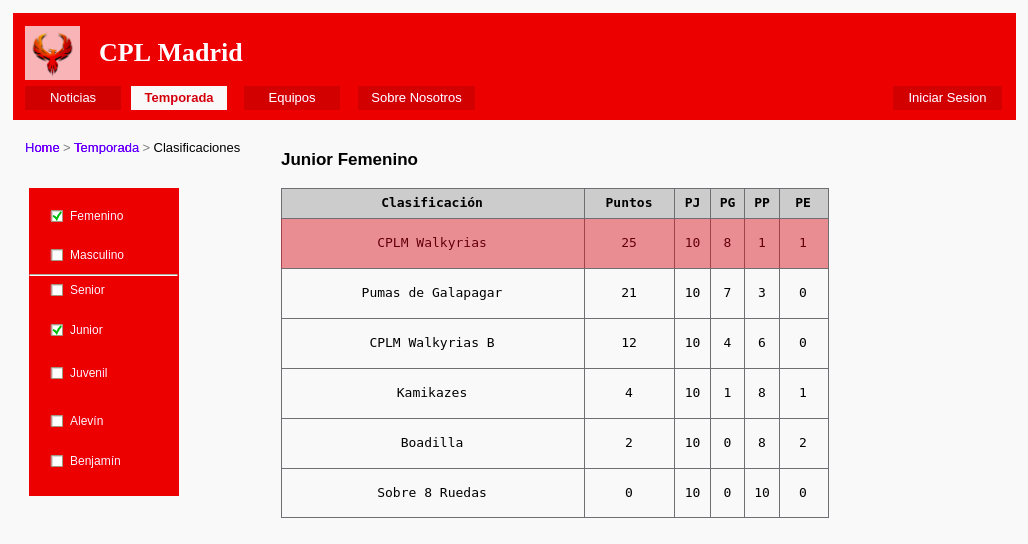 CPL Madrid
Noticias Temporada Equipos Sobre Nosotros Iniciar Sesion
Home > Temporada > Clasificaciones
Femenino
Masculino
Senior
Junior
Juvenil
Alevín
Benjamín
Junior Femenino
Clasificación Puntos PJ PG PP PE
CPLM Walkyrias 25 10 8 1 1
Pumas de Galapagar 21 10 7 3 0
CPLM Walkyrias B 12 10 4 6 0
Kamikazes 4 10 1 8 1
Boadilla 2 10 0 8 2
Sobre 8 Ruedas 0 10 0 10 0